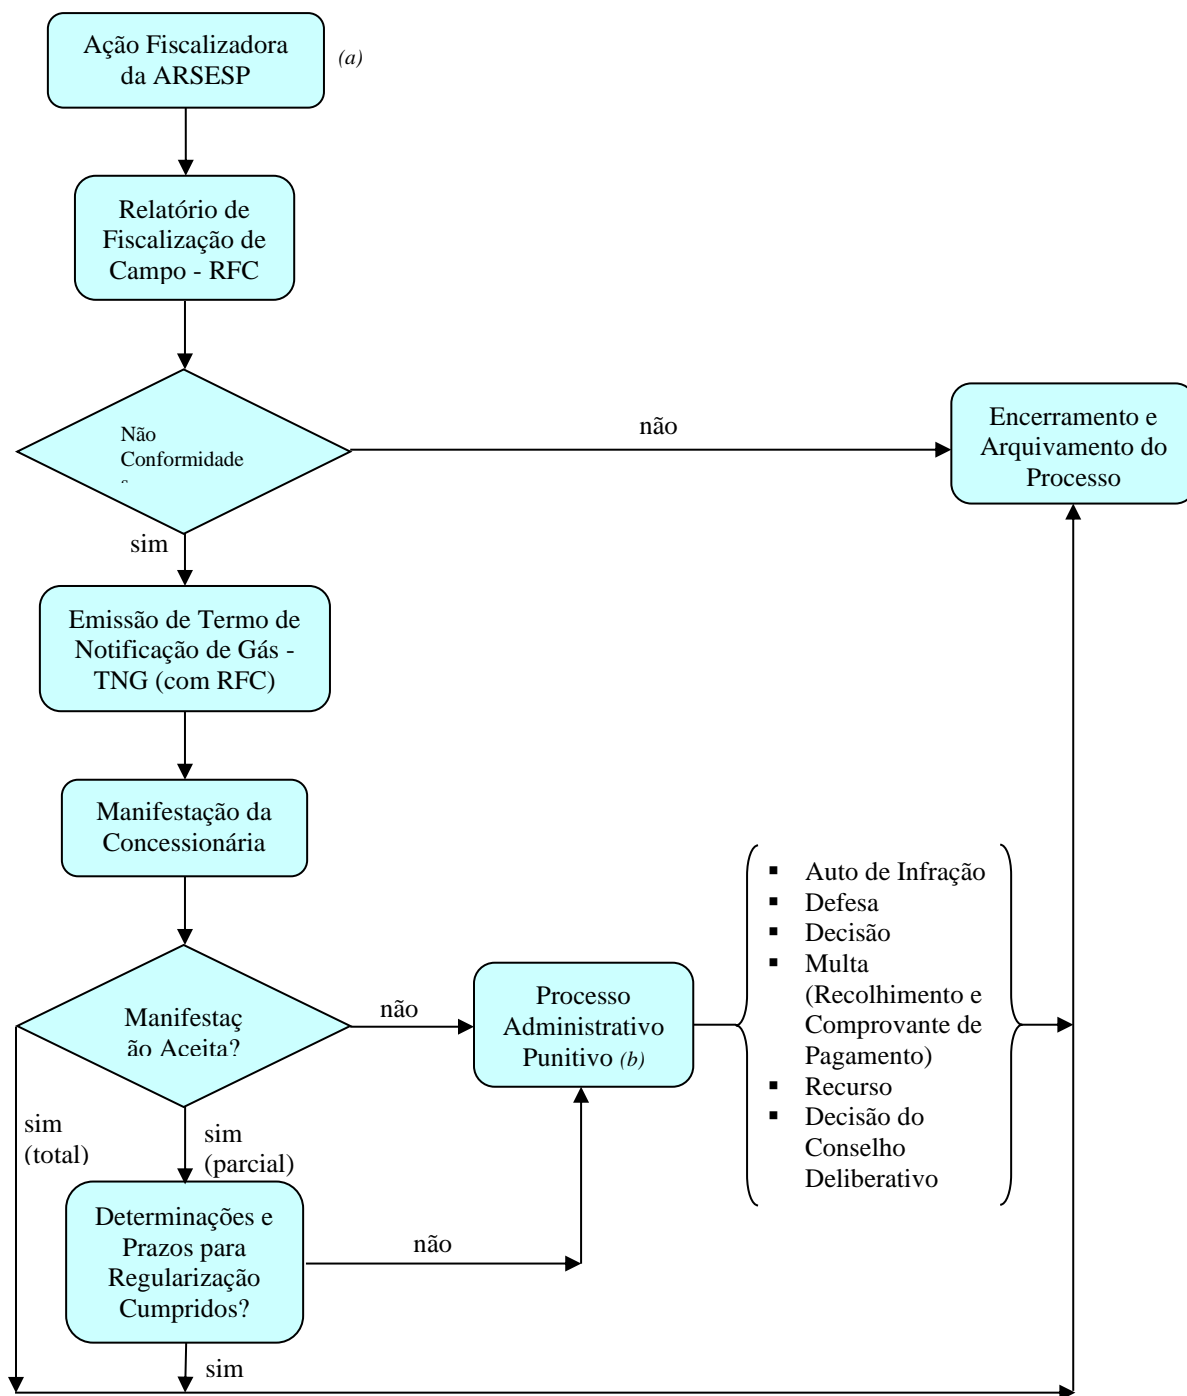 Ação Fiscalizadora
da ARSESP
(a)
Relatório de
Fiscalização de
Campo - RFC
Não
Conformidade
s
não
Encerramento e
Arquivamento do
Processo
sim
Emissão de Termo de
Notificação de Gás -
TNG (com RFC)
Manifestação da
Concessionária
Manifestaç
ão Aceita?
não
Processo
Administrativo
Punitivo (b)
▪ Auto de Infração
▪ Defesa
▪ Decisão
▪ Multa
(Recolhimento e
Comprovante de
Pagamento)
▪ Recurso
▪ Decisão do
Conselho
Deliberativo
sim
(total)
sim
(parcial)
Determinações e
Prazos para
Regularização
Cumpridos?
não
sim